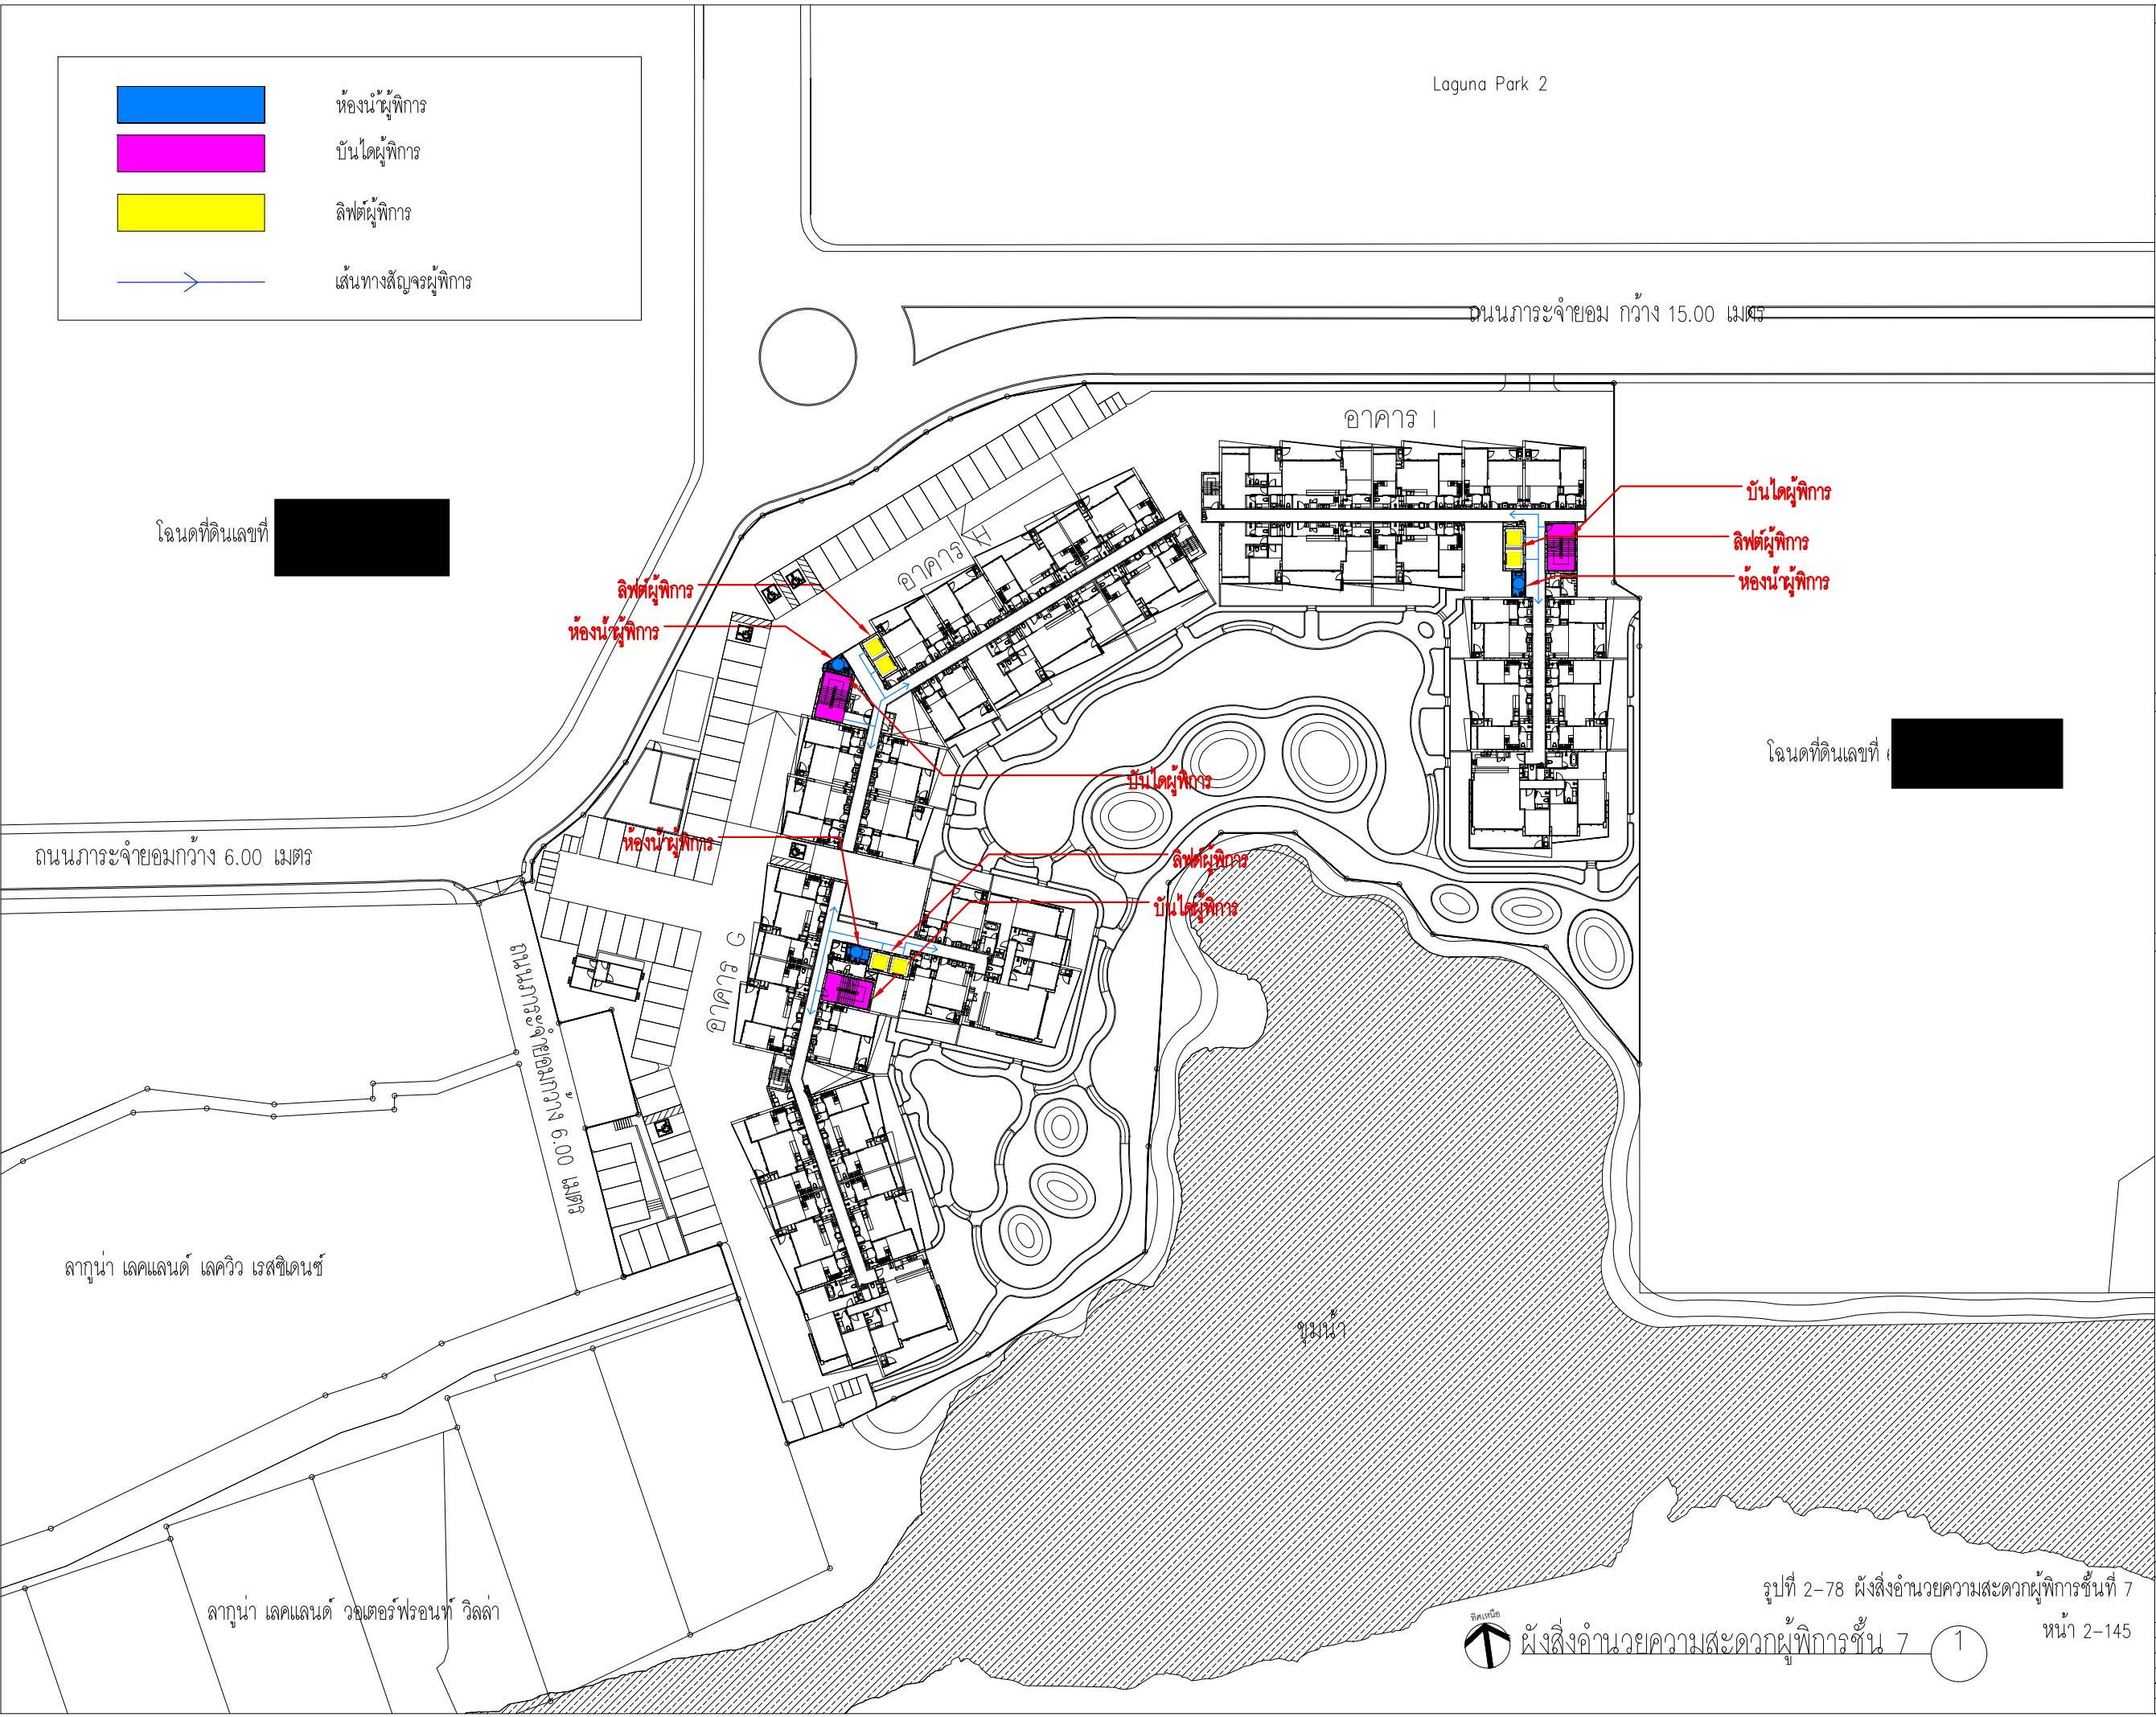 ห้องน้ำผู้พิการ
บันไดผู้พิการ
ลิฟต์ผู้พิการ
เส้นทางสัญจรผู้พิการ
Laguna Park 2
ถนนภาระจำยอม กว้าง 15.00 เมตร
อาคาร I
โฉนดที่ดินเลขที่
บันไดผู้พิการ
ลิฟต์ผู้พิการ
ห้องน้ำผู้พิการ
อาคาร H
ลิฟต์ผู้พิการ
ห้องน้ำผู้พิการ
บันไดผู้พิการ
โฉนดที่ดินเลขที่
ห้องน้ำผู้พิการ
ถนนภาระจำยอมกว้าง 6.00 เมตร
ลิฟต์ผู้พิการ
บันไดผู้พิการ
อาคาร G
ถนนภาระจำยอมกว้าง 6.00 เมตร
ลากูน่า เลคแลนด์ เลควิว เรสซิเดนซ์
ขุมน้ำ
ลากูน่า เลคแลนด์ วอเตอร์ฟรอนท์ วิลล่า
รูปที่ 2-78 ผังสิ่งอำนวยความสะดวกผู้พิการชั้นที่ 7
หน้า 2-145
ทิศเหนือ
ผังสิ่งอำนวยความสะดวกผู้พิการชั้น 7
1